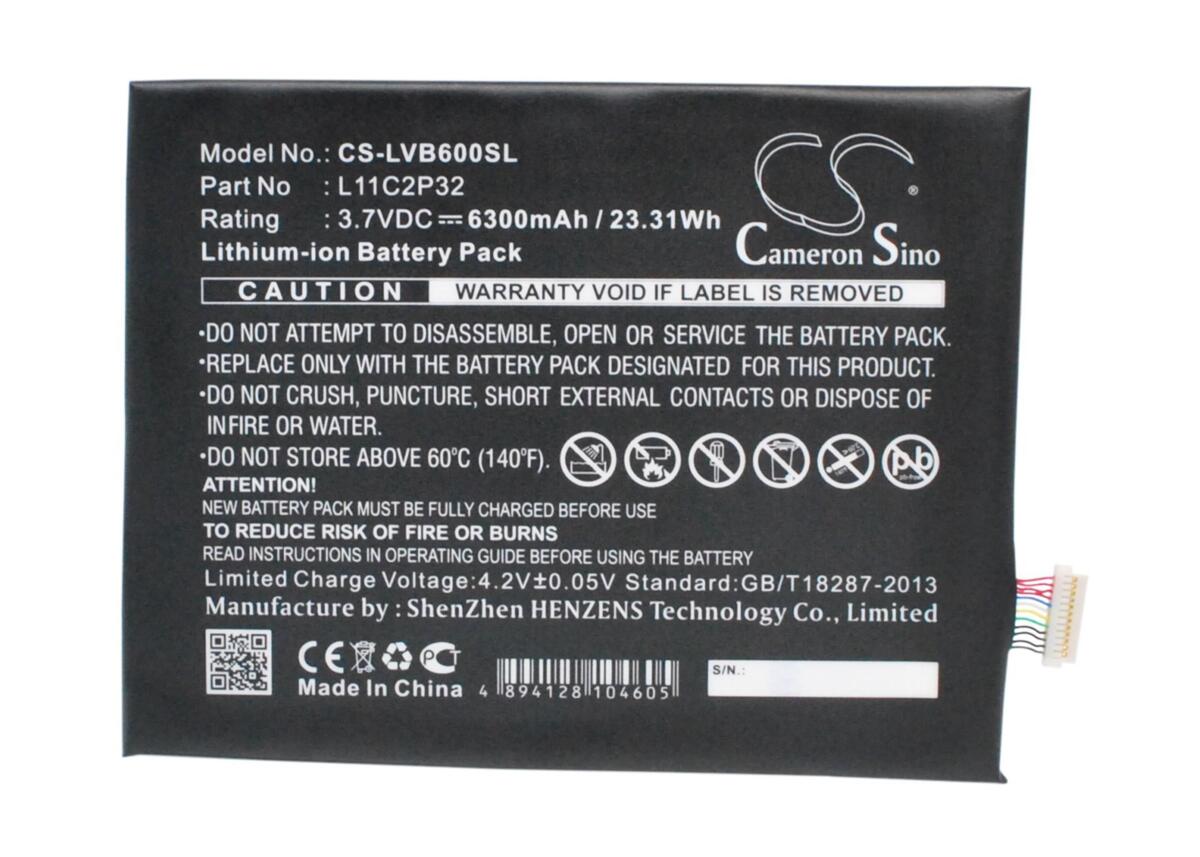 Model No.: CS-LVB600SL
Part No : L11C2P32
Rating : 3.7VDC⎓6300mAh / 23.31Wh
Lithium-ion Battery Pack
CS®
Cameron Sino
CAUTION WARRANTY VOID IF LABEL IS REMOVED
•DO NOT ATTEMPT TO DISASSEMBLE, OPEN OR SERVICE THE BATTERY PACK.
•REPLACE ONLY WITH THE BATTERY PACK DESIGNATED FOR THIS PRODUCT.
•DO NOT CRUSH, PUNCTURE, SHORT EXTERNAL CONTACTS OR DISPOSE OF
INFIRE OR WATER.
•DO NOT STORE ABOVE 60°C (140°F).
pb
pb-free
ATTENTION!
NEW BATTERY PACK MUST BE FULLY CHARGED BEFORE USE
TO REDUCE RISK OF FIRE OR BURNS
READ INSTRUCTIONS IN OPERATING GUIDE BEFORE USING THE BATTERY
Limited Charge Voltage:4.2V±0.05V Standard:GB/T18287-2013
Manufacture by : ShenZhen HENZENS Technology Co., Limited
CE PCT
Made In China
4 894128 104605
S/N.: